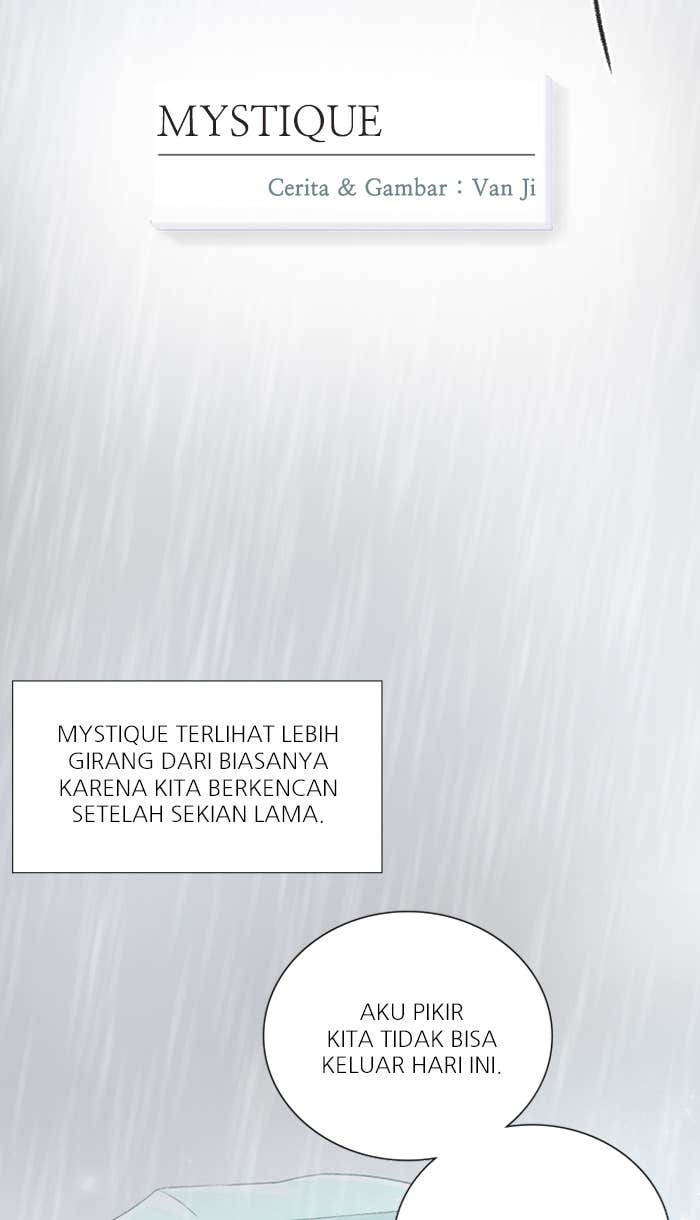 MYSTIQUE
Cerita & Gambar : Van Ji
MYSTIQUE TERLIHAT LEBIH
GIRANG DARI BIASANYA
KARENA KITA BERKENCAN
SETELAH SEKIAN LAMA.
AKU PIKIR
KITA TIDAK BISA
KELUAR HARI INI.